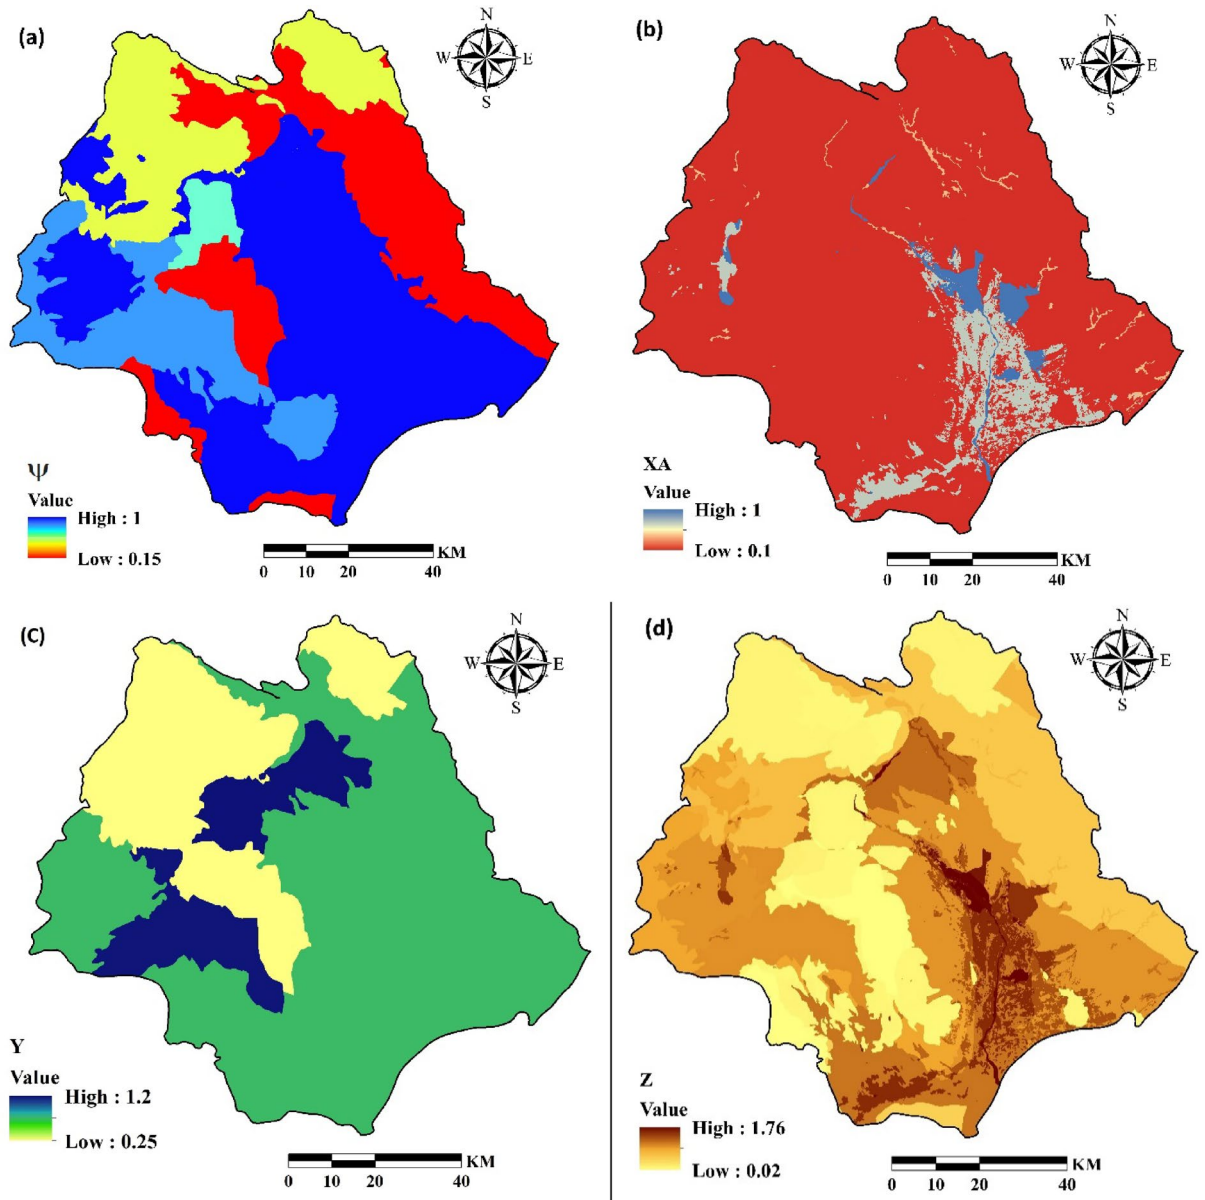 (a)
N
W E
S
Ψ
Value
High : 1
Low : 0.15
KM
0 10 20 40
(b)
N
W E
S
XA
Value
High : 1
Low : 0.1
KM
0 10 20 40
(C)
N
W E
S
Y
Value
High : 1.2
Low : 0.25
KM
0 10 20 40
(d)
N
W E
S
Z
Value
High : 1.76
Low : 0.02
KM
0 10 20 40